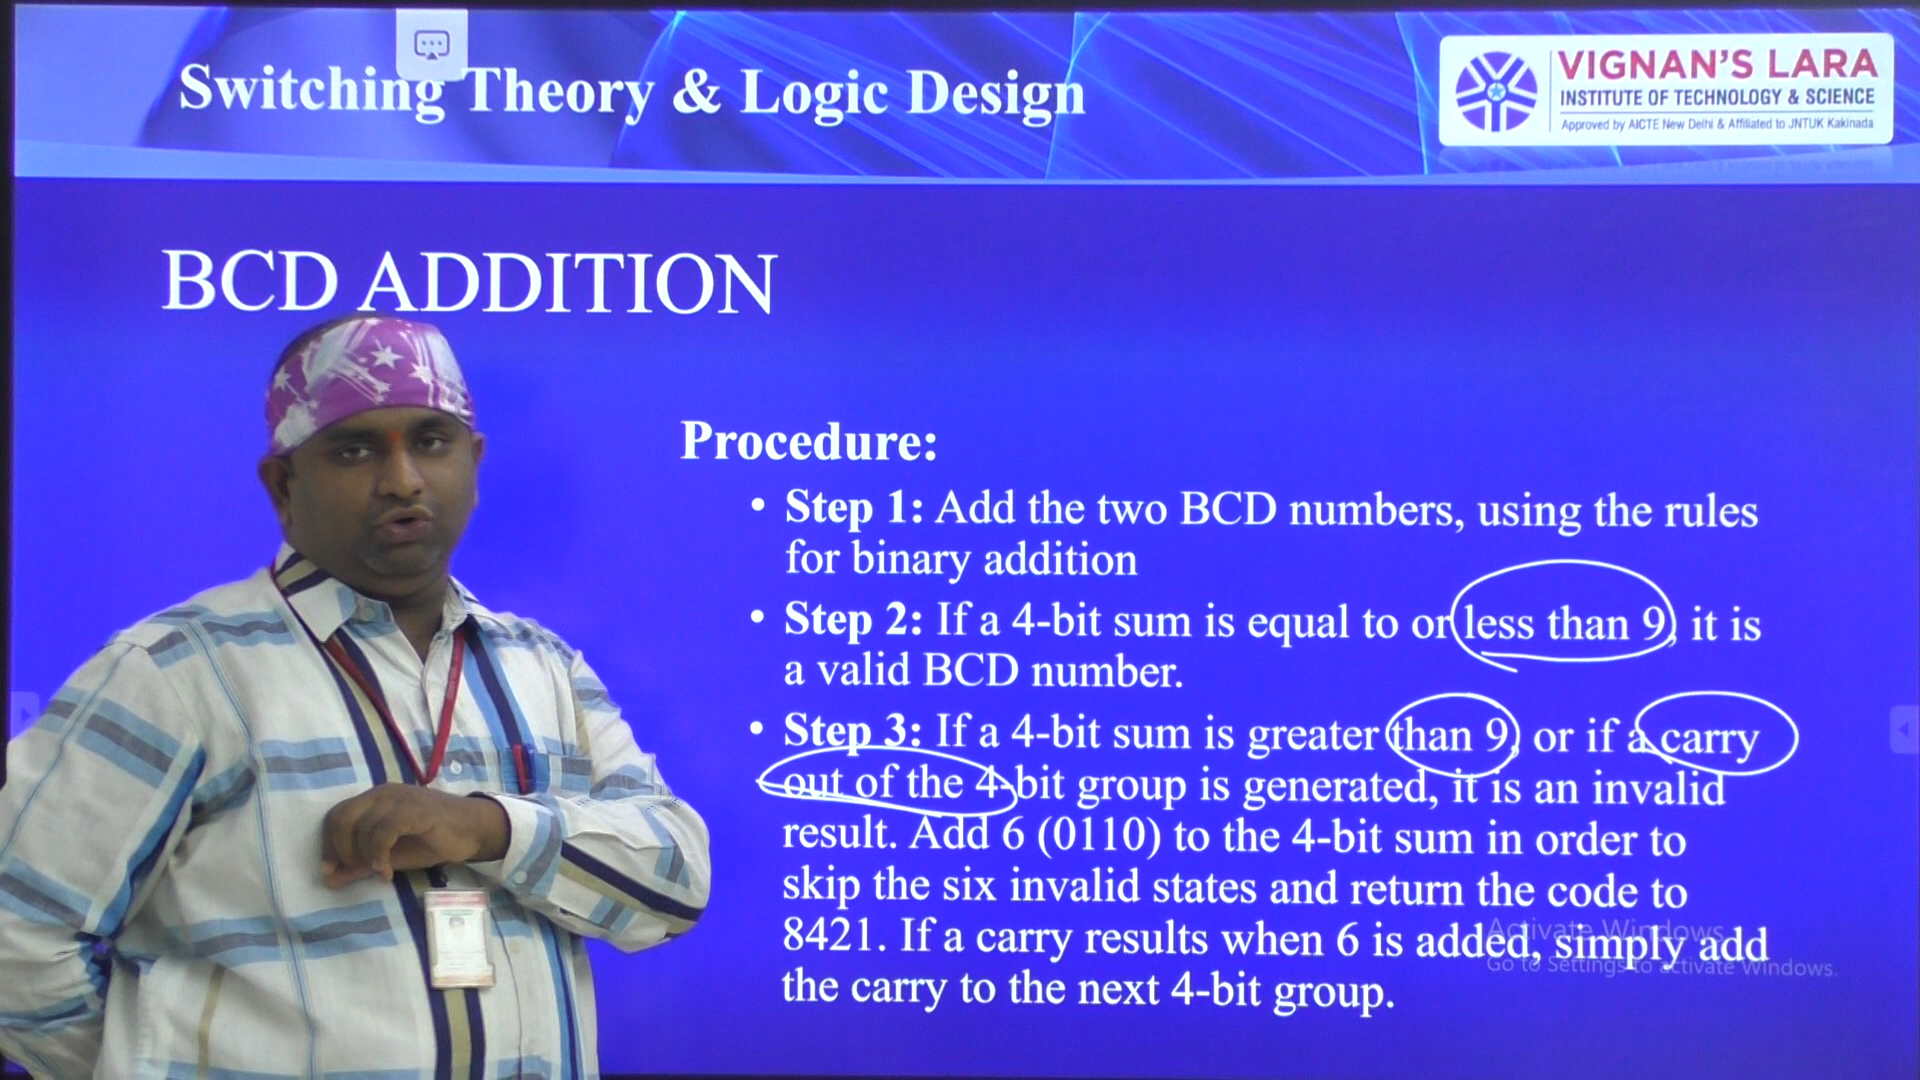 Switching Theory & Logic Design
VIGNAN'S LARA
INSTITUTE OF TECHNOLOGY & SCIENCE
Approved by AICTE New Delhi & Affiliated to JNTUK Kakinada
BCD ADDITION
Procedure:
• Step 1: Add the two BCD numbers, using the rules
for binary addition
• Step 2: If a 4-bit sum is equal to or less than 9, it is
a valid BCD number.
• Step 3: If a 4-bit sum is greater than 9, or if a carry
out of the 4-bit group is generated, it is an invalid
result. Add 6 (0110) to the 4-bit sum in order to
skip the six invalid states and return the code to
8421. If a carry results when 6 is added, simply add
the carry to the next 4-bit group.
Activate Windows
Go to Settings to activate Windows.